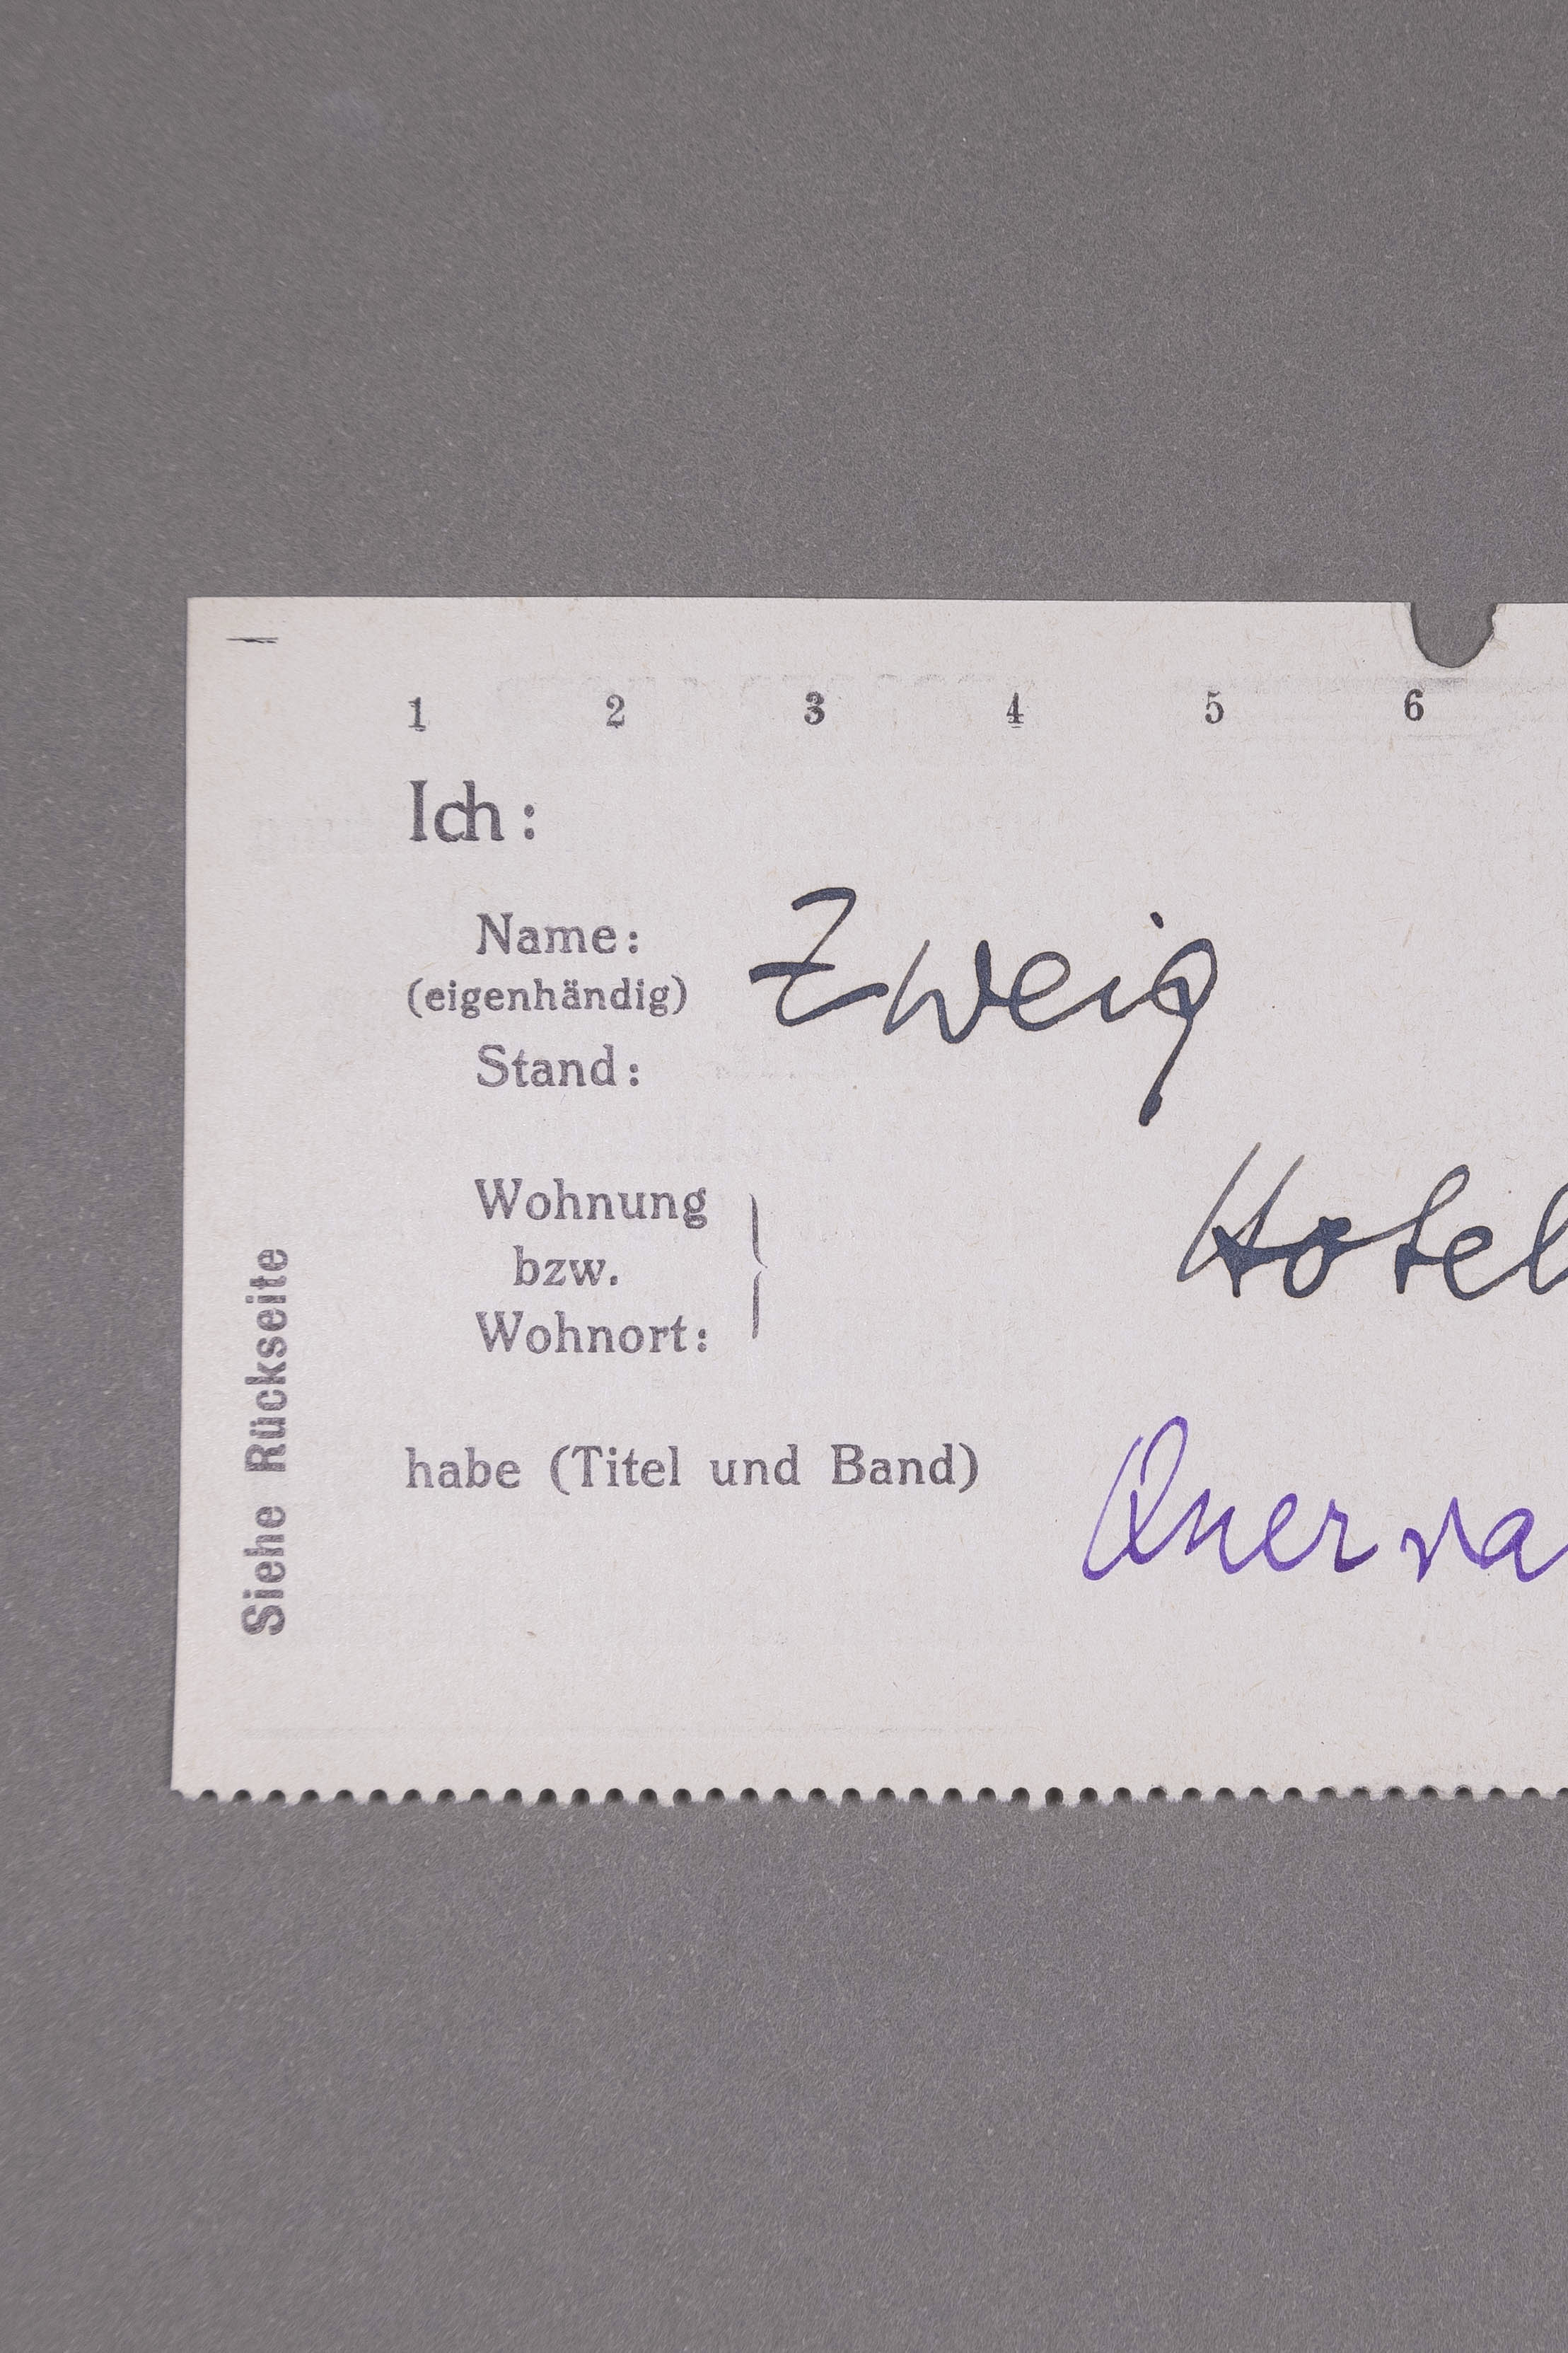 1 2 3 4 5 6
Ich:
Name: Zweig
(eigenhändig)
Stand:
Wohnung
bzw. Hotel
Wohnort:
habe (Titel und Band)
Siehe Rückseite